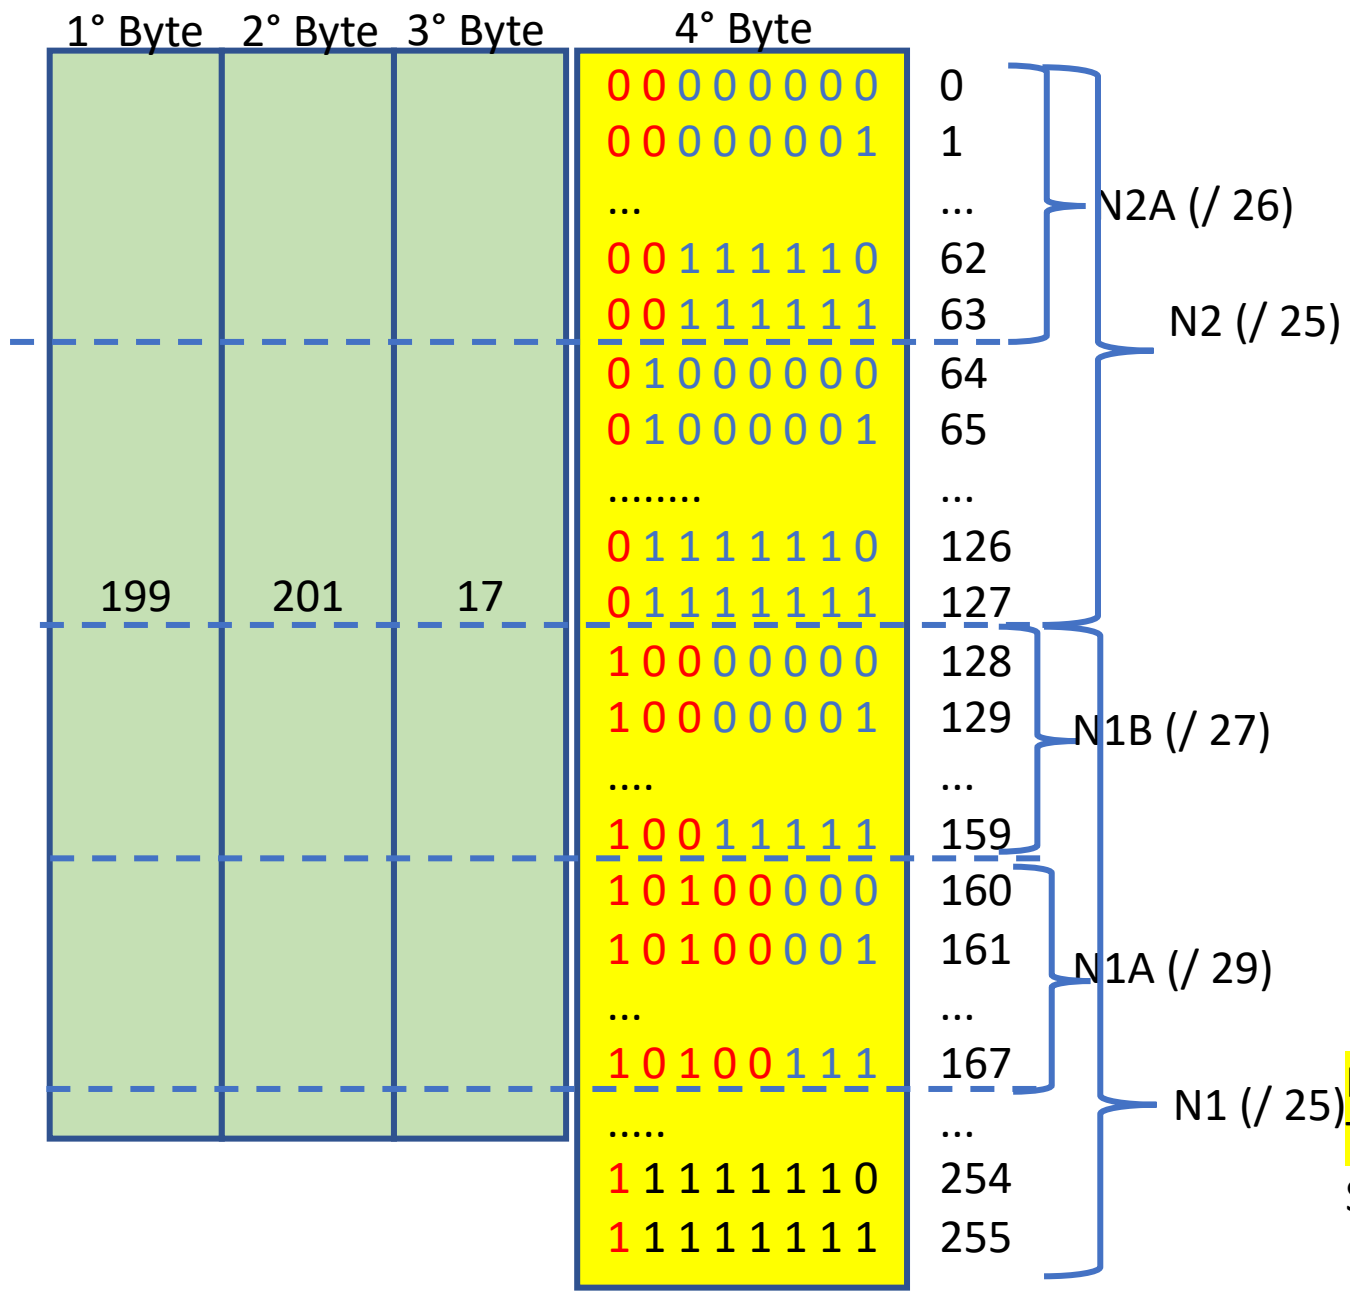 1° Byte 2° Byte 3° Byte 4° Byte
0 0 0 0 0 0 0 0 0
0 0 0 0 0 0 0 1 1
... ... N2A (/ 26)
0 0 1 1 1 1 1 0 62
0 0 1 1 1 1 1 1 63 N2 (/ 25)
0 1 0 0 0 0 0 0 64
0 1 0 0 0 0 0 1 65
........ ...
0 1 1 1 1 1 1 0 126
199 201 17 0 1 1 1 1 1 1 1 127
1 0 0 0 0 0 0 0 128
1 0 0 0 0 0 0 1 129 N1B (/ 27)
.... ...
1 0 0 1 1 1 1 1 159
1 0 1 0 0 0 0 0 160
1 0 1 0 0 0 0 1 161 N1A (/ 29)
... ...
1 0 1 0 0 1 1 1 167
..... ... N1 (/ 25)
1 1 1 1 1 1 1 0 254
1 1 1 1 1 1 1 1 255